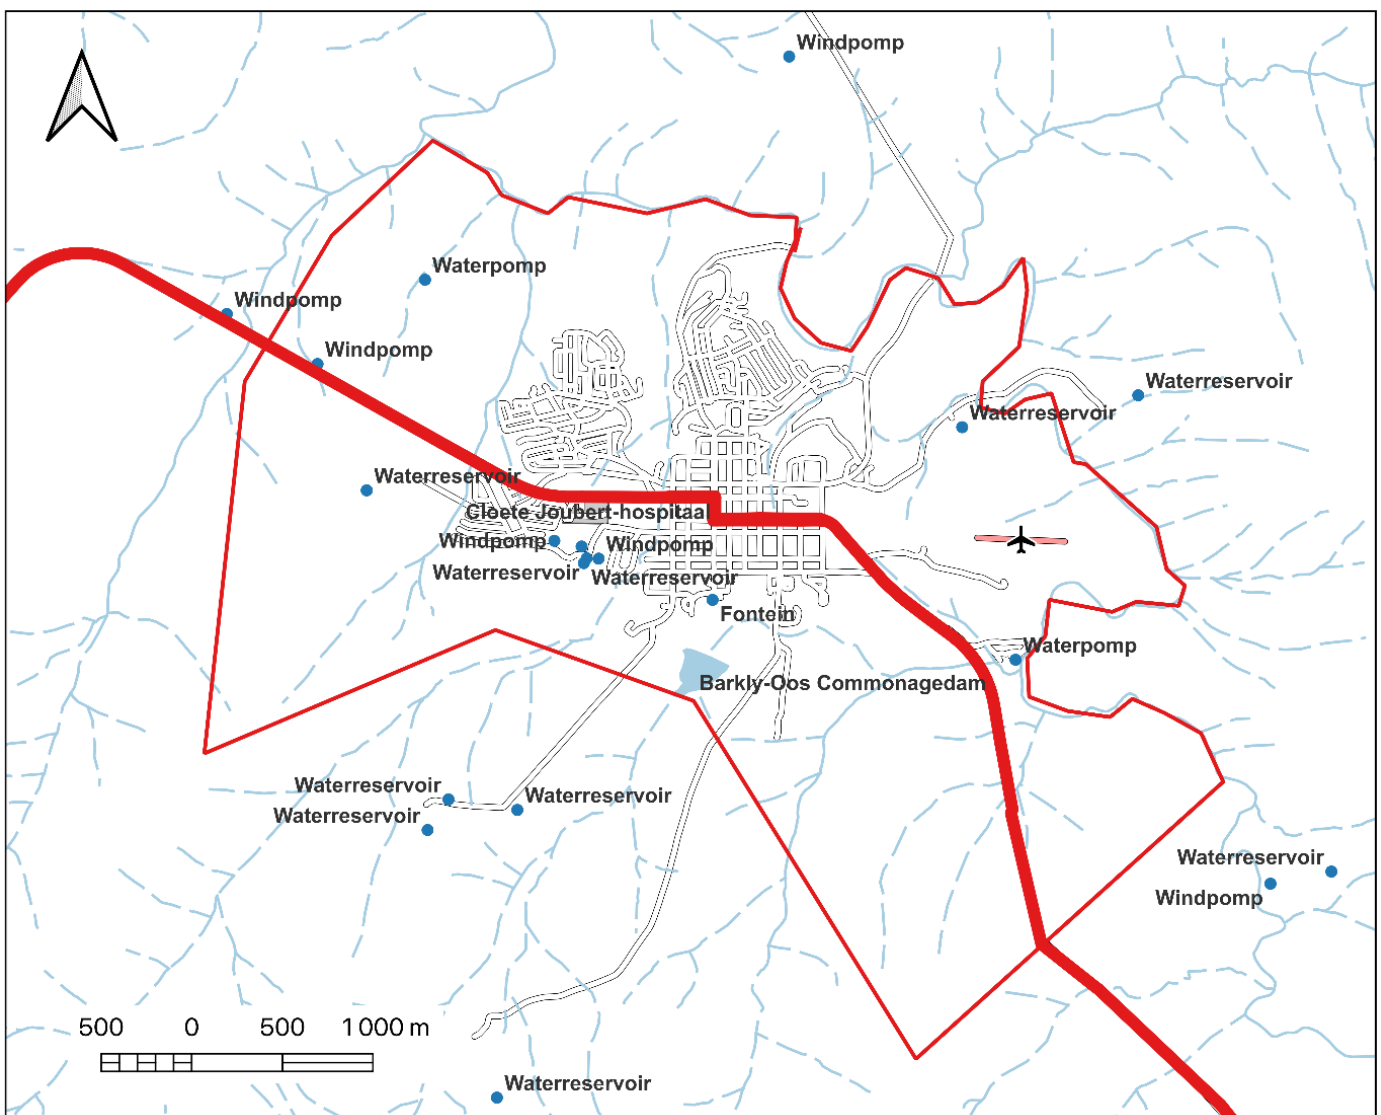 Windpomp
Waterpomp
Windpomp
Windpomp
Waterreservoir
Waterreservoir
Waterreservoir
Cloete Joubert-hospitaal
Windpomp
Windpomp
Waterreservoir
Waterreservoir
Fontein
Waterpomp
Barkly-Oos Commonagedam
Waterreservoir
Waterreservoir
Waterreservoir
Waterreservoir
Windpomp
500 0 500 1 000 m
Waterreservoir